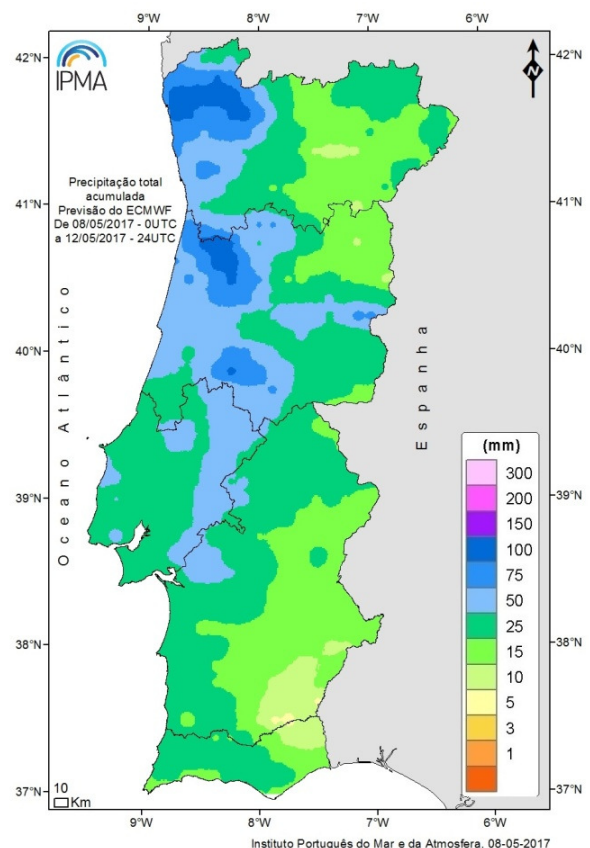 9°W 8°W 7°W 6°W
42°N 42°N
IPMA
N
Precipitação total
acumulada
Previsão do ECMWF
De 08/05/2017 - 0UTC
a 12/05/2017 - 24UTC
41°N 41°N
Oceano Atlântico
Espanha
40°N 40°N
(mm)
300
200
150
100
75
50
25
15
10
5
3
1
39°N 39°N
38°N 38°N
37°N 37°N
10
Km
9°W 8°W 7°W 6°W
Instituto Português do Mar e da Atmosfera, 08-05-2017